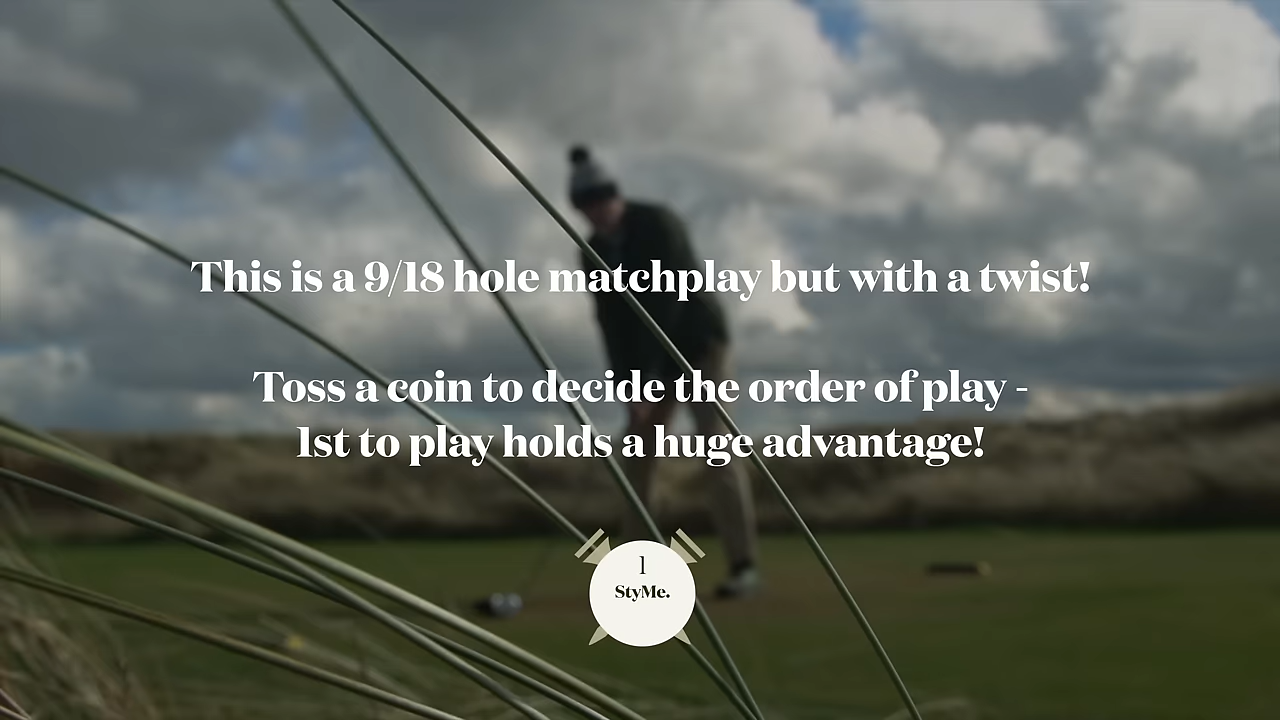 This is a 9/18 hole matchplay but with a twist!
Toss a coin to decide the order of play -
1st to play holds a huge advantage!
1
StyMe.